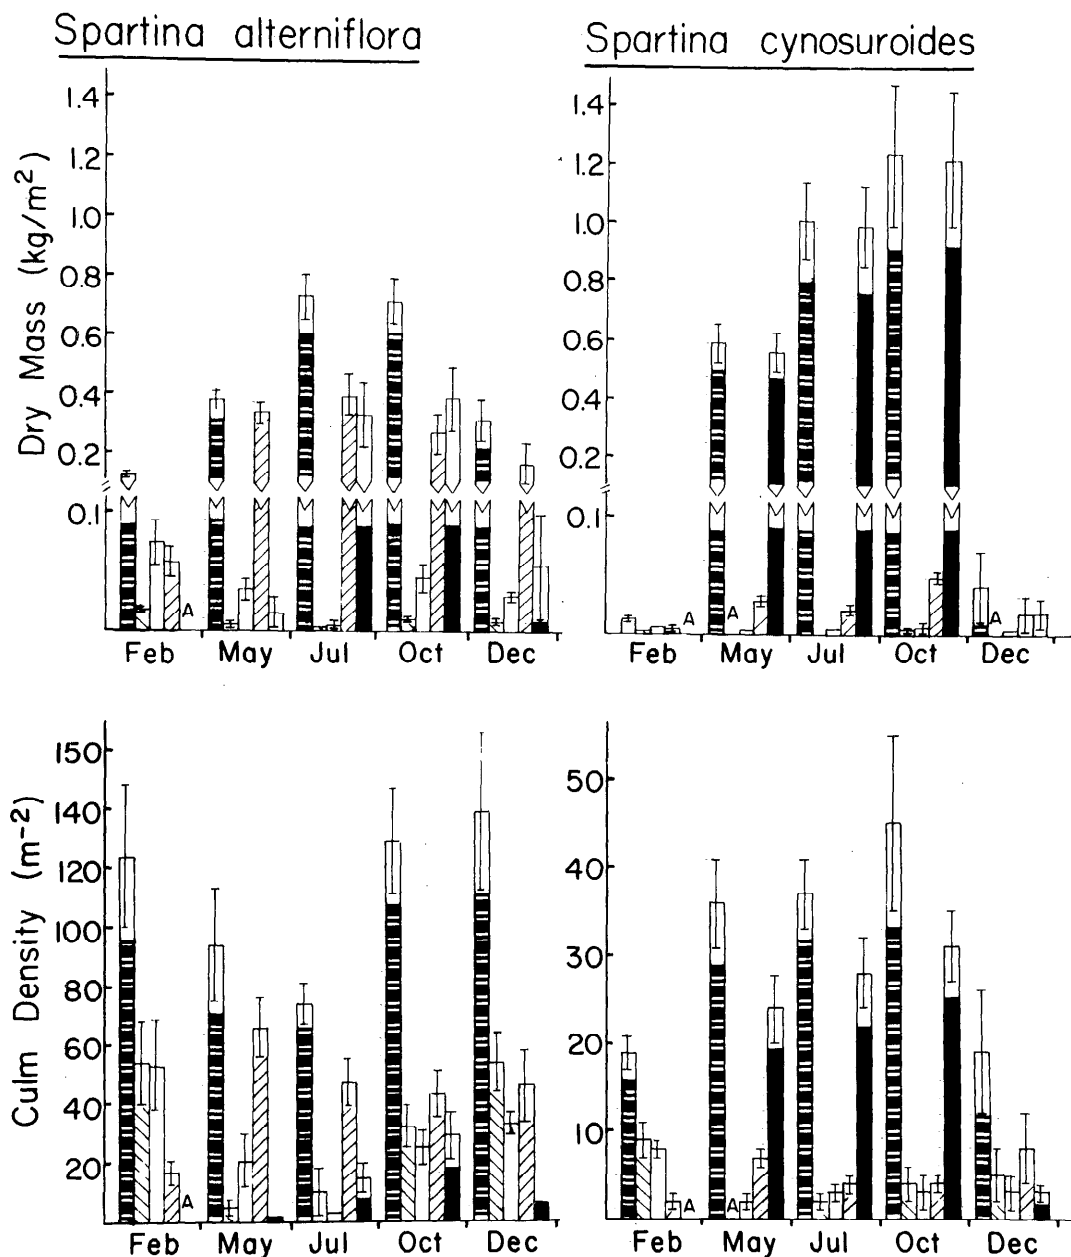 Spartina alterniflora
Spartina cynosuroides
Dry Mass (kg/m²)
1.4
1.2
1.0
0.8
0.6
0.4
0.2
0.1
A
Feb May Jul Oct Dec
1.4
1.2
1.0
0.8
0.6
0.4
0.2
0.1
A A A
Feb May Jul Oct Dec
Culm Density (m⁻²)
150
140
120
100
80
60
40
20
A
Feb May Jul Oct Dec
50
40
30
20
10
A A
Feb May Jul Oct Dec